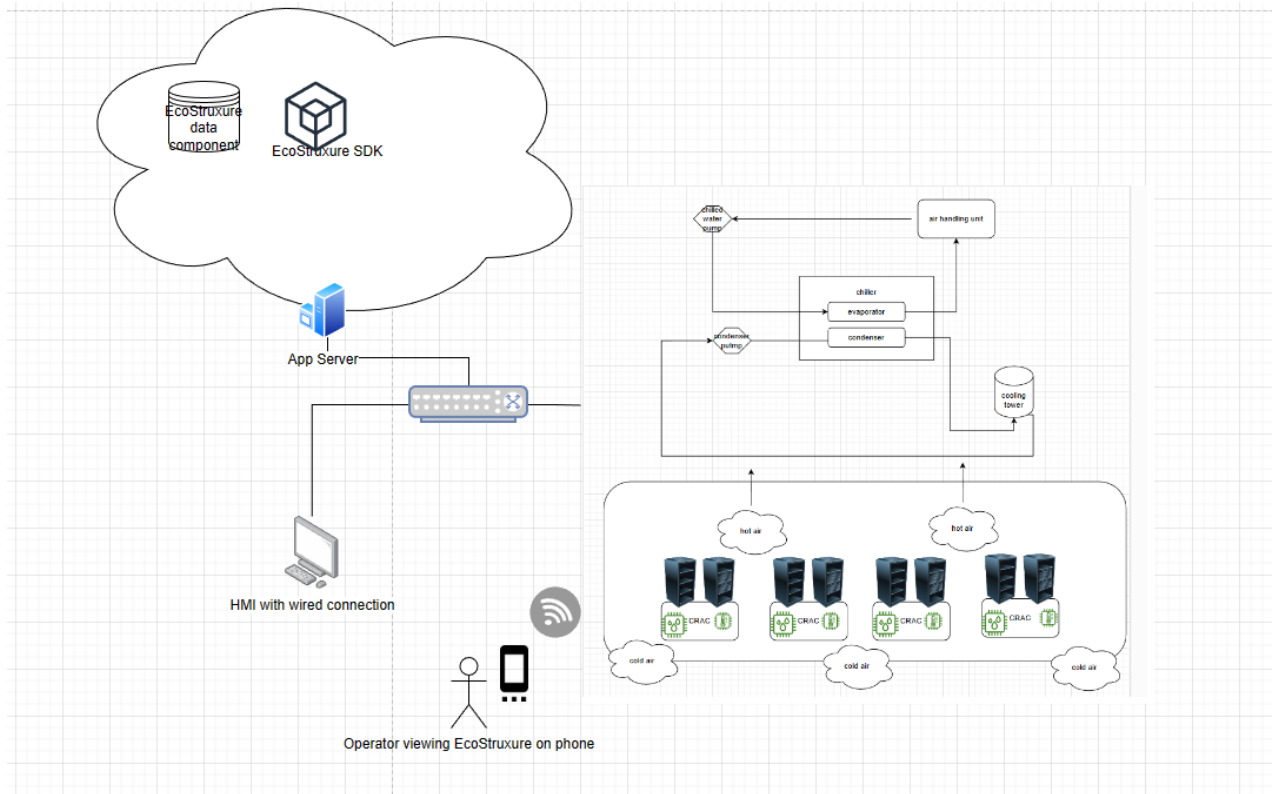 EcoStruxure
data
component
EcoStruxure SDK
App Server
HMI with wired connection
Operator viewing EcoStruxure on phone
chilled
water
pump
air handling unit
chiller
evaporator
condenser
condenser
putmp
cooling
tower
hot air
hot air
CRAC
CRAC
CRAC
CRAC
cold air
cold air
cold air